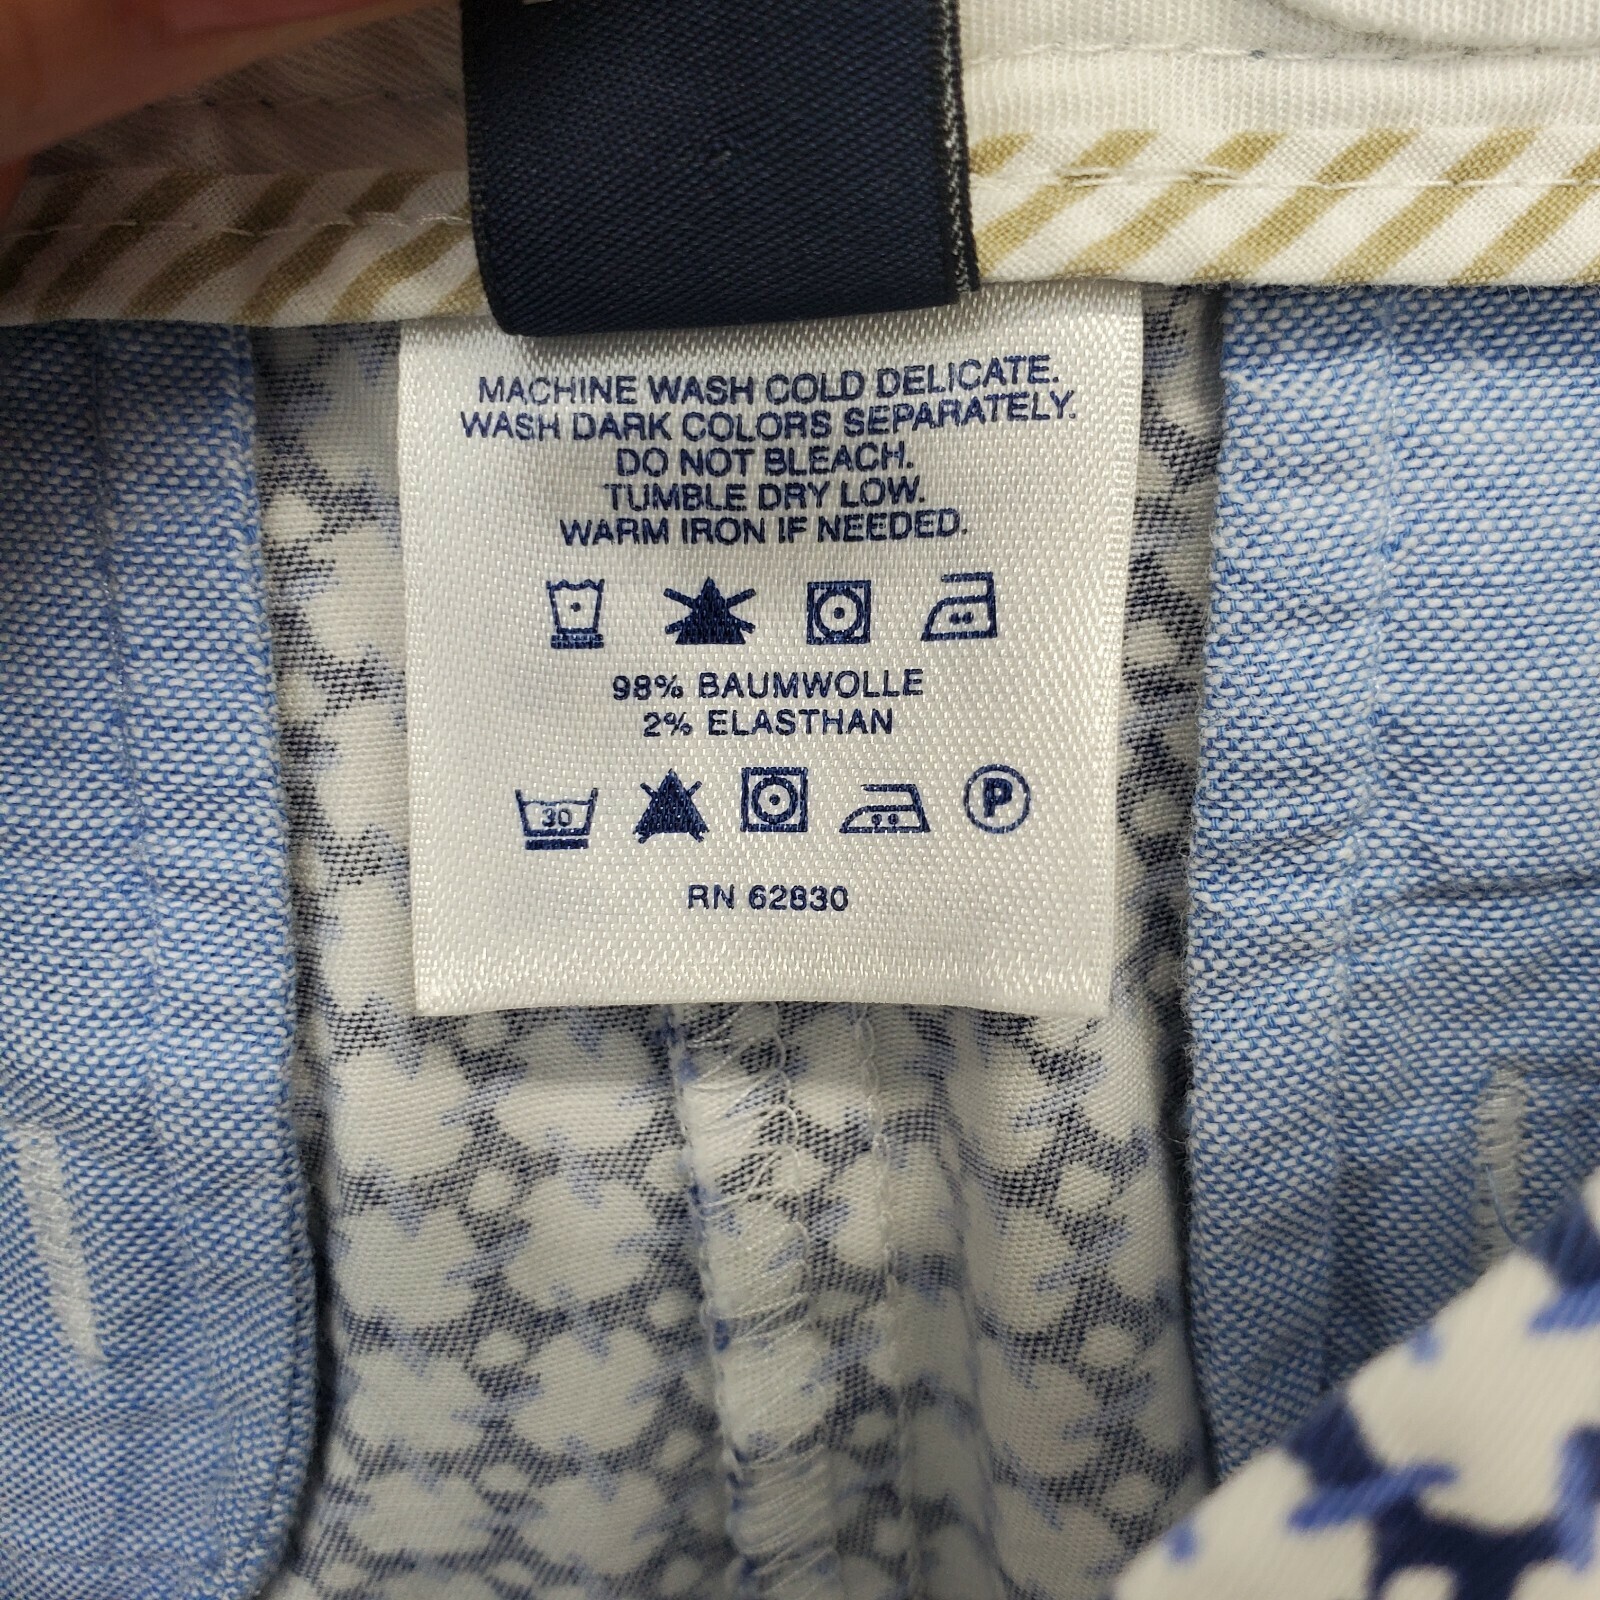 MACHINE WASH COLD DELICATE.
WASH DARK COLORS SEPARATELY.
DO NOT BLEACH.
TUMBLE DRY LOW.
WARM IRON IF NEEDED.
98% BAUMWOLLE
2% ELASTHAN
30 P
RN 62830